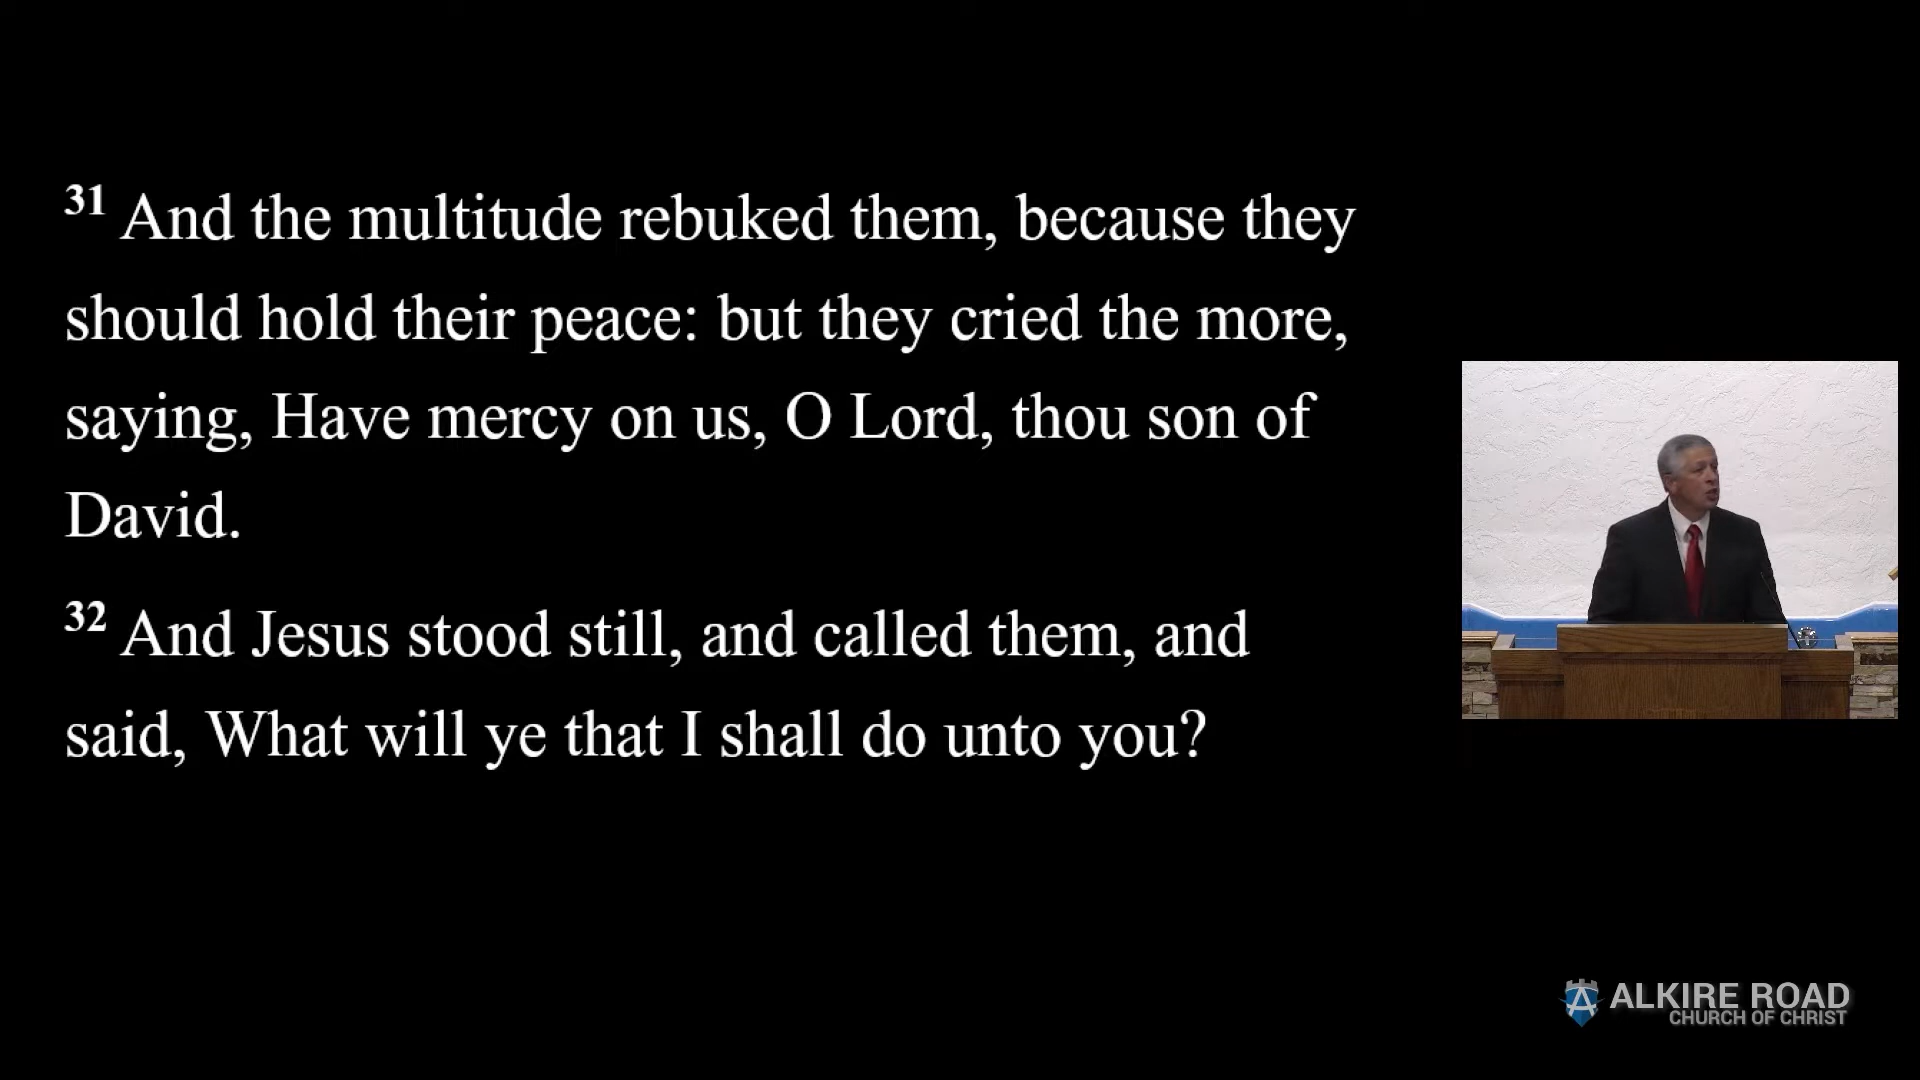 31 And the multitude rebuked them, because they
should hold their peace: but they cried the more,
saying, Have mercy on us, O Lord, thou son of
David.
32 And Jesus stood still, and called them, and
said, What will ye that I shall do unto you?
ALKIRE ROAD
CHURCH OF CHRIST